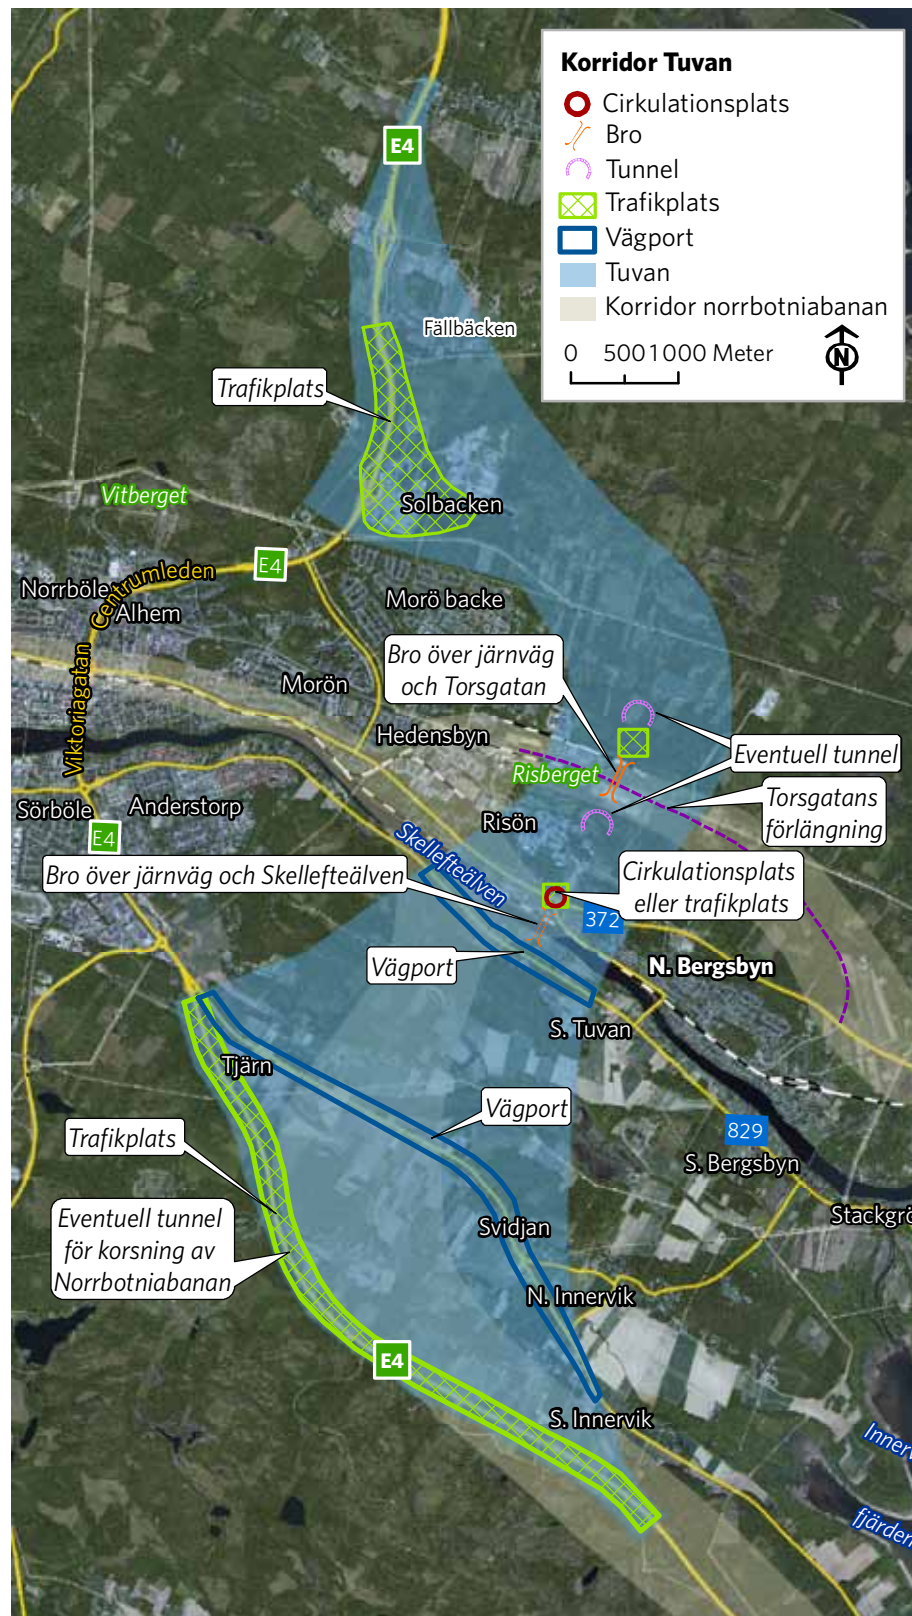 Korridor Tuvan
Cirkulationsplats
Bro
Tunnel
Trafikplats
Vägport
Tuvan
Korridor norrbotniabanan
0 500 1000 Meter
N
E4
Fällbäcken
Trafikplats
Vitberget
Solbacken
E4
Centrumleden
Norrböle
Alhem
Morö backe
Bro över järnväg
och Torsgatan
Viktoriagatan
Morön
Hedensbyn
Eventuell tunnel
Risberget
Torsgatans
förlängning
Sörböle
Anderstorp
Risön
E4
Skellefteälven
Bro över järnväg och Skellefteälven
Cirkulationsplats
eller trafikplats
372
Vägport
N. Bergsbyn
S. Tuvan
Tjärn
Vägport
829
Trafikplats
S. Bergsbyn
Eventuell tunnel
för korsning av
Norrbotniabanan
Svidjan
Stackgrö
N. Innervik
E4
S. Innervik
Innerv
fjärden